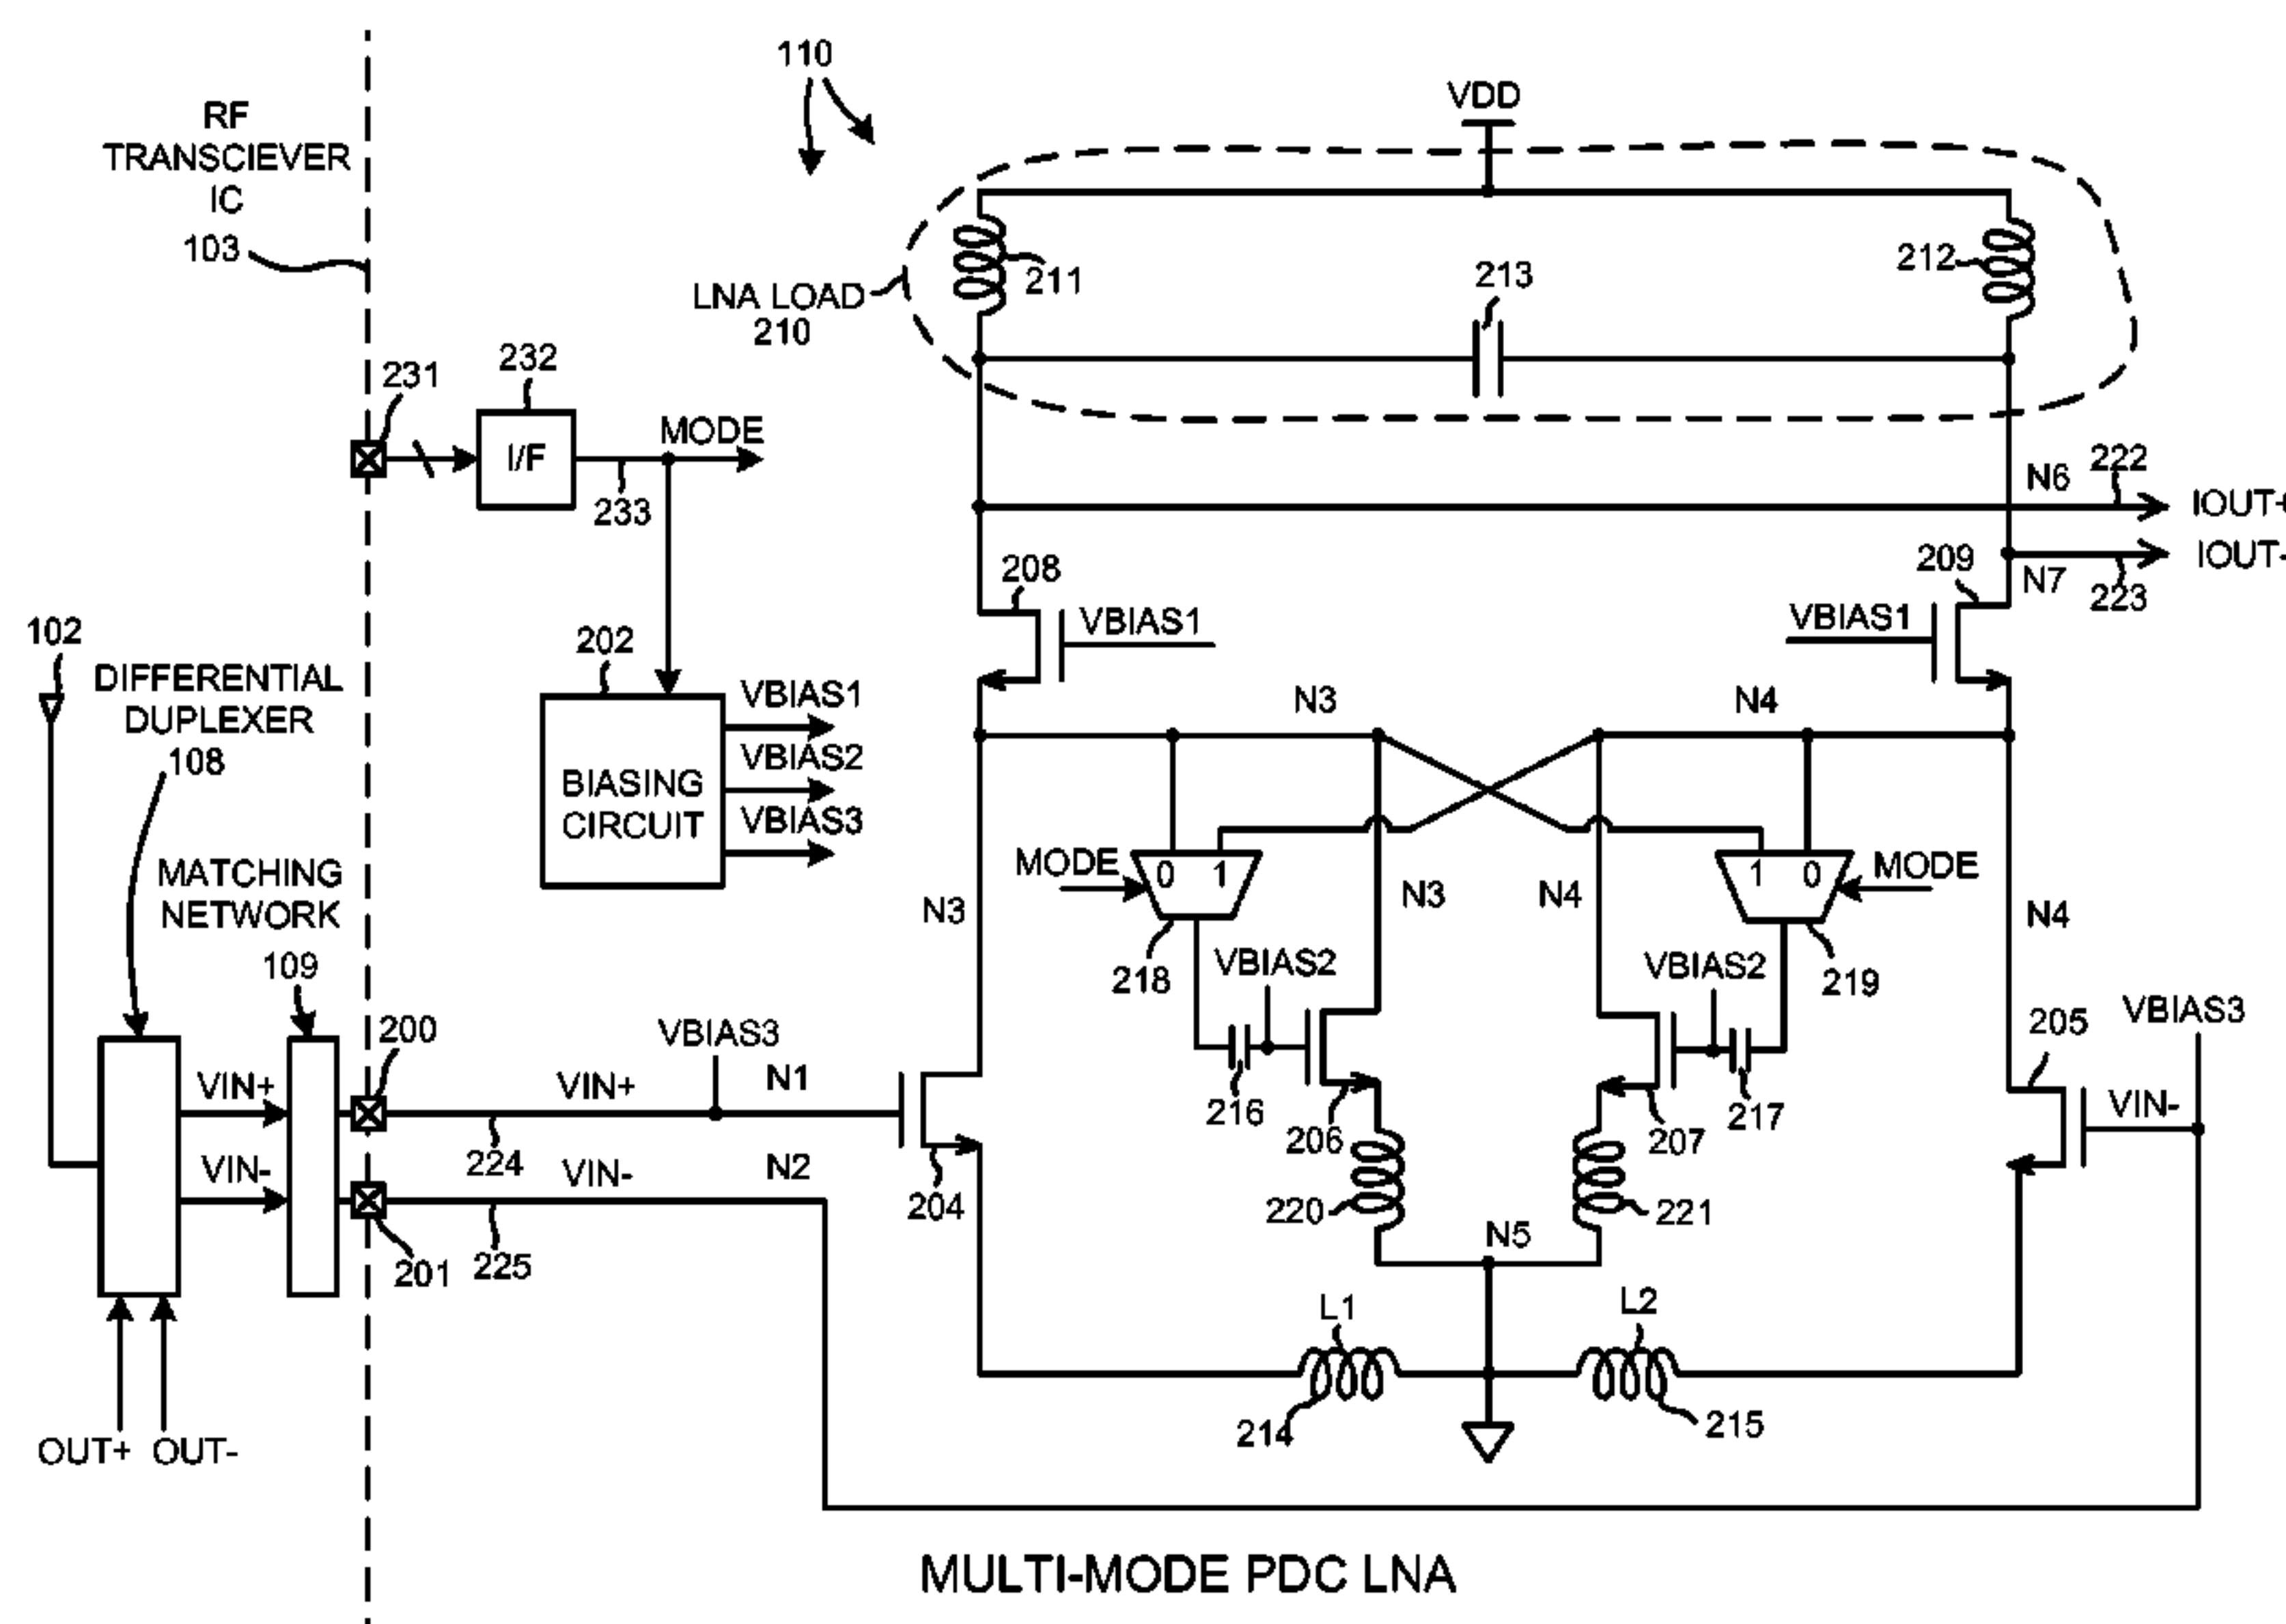 110
VDD
RF
TRANSCIEVER
IC
103
211
212
213
LNA LOAD
210
231
232
I/F
MODE
233
N6
222
IOUT+
IOUT-
N7
223
208
VBIAS1
209
VBIAS1
102
DIFFERENTIAL
DUPLEXER
108
202
BIASING
CIRCUIT
VBIAS1
VBIAS2
VBIAS3
N3
N4
MODE
0
1
1
0
MODE
N3
N3
N4
N4
218
VBIAS2
VBIAS2
219
MATCHING
NETWORK
109
200
VIN+
VIN+
VBIAS3
N1
224
VIN-
VIN-
N2
204
201
225
216
206
207
217
205
VBIAS3
VIN-
220
221
N5
L1
L2
214
215
OUT+
OUT-
MULTI-MODE PDC LNA